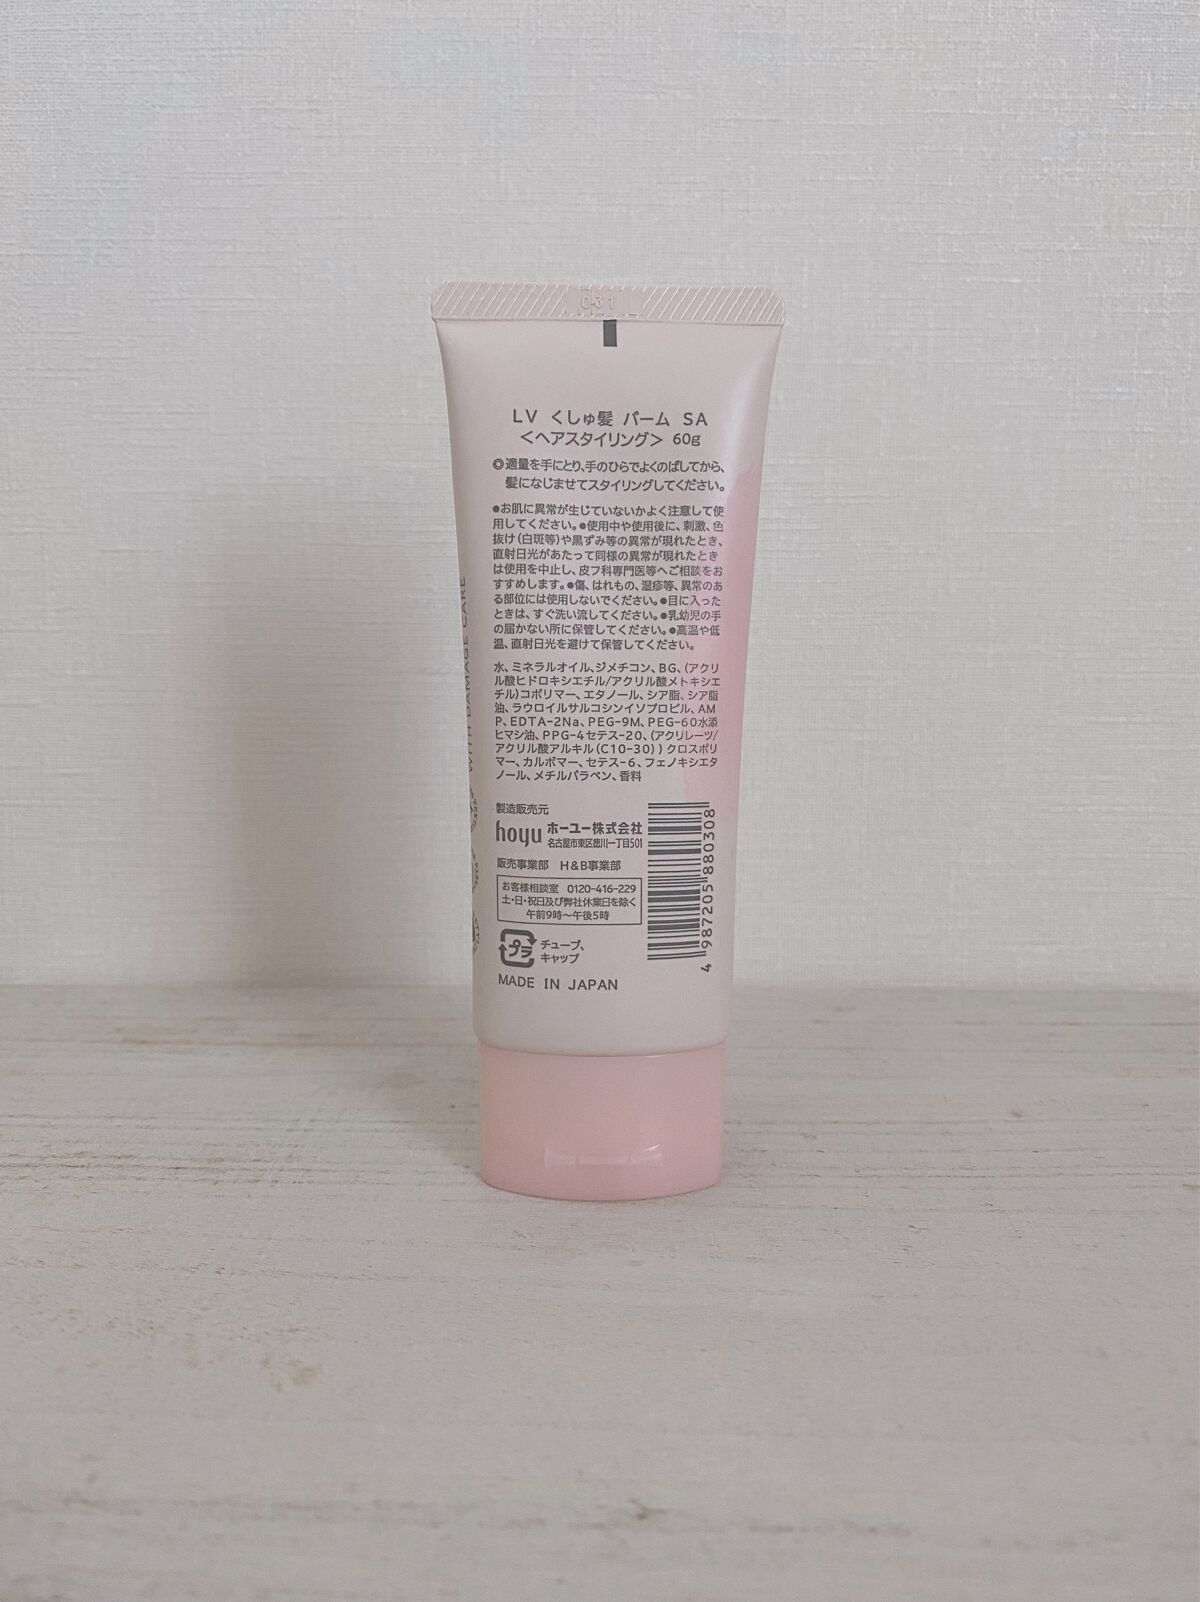 031
LV くしゅ髪 バーム SA
<ヘアスタイリング> 60g
◎適量を手にとり、手のひらでよくのばしてから、
髪になじませてスタイリングしてください。
●お肌に異常が生じていないかよく注意して使
用してください。●使用中や使用後に、刺激、色
抜け(白斑等)や黒ずみ等の異常が現れたとき、
直射日光があたって同様の異常が現れたとき
は使用を中止し、皮フ科専門医等へご相談をお
すすめします。●傷、はれもの、湿疹等、異常のあ
る部位には使用しないでください。●目に入った
ときは、すぐ洗い流してください。●乳幼児の手
の届かない所に保管してください。●高温や低
温、直射日光を避けて保管してください。
水、ミネラルオイル、ジメチコン、BG、(アクリ
ル酸ヒドロキシエチル/アクリル酸メトキシエ
チル)コポリマー、エタノール、シア脂、シア脂
油、ラウロイルサルコシンイソプロピル、AM
P、EDTA-2Na、PEG-9M、PEG-60水添
ヒマシ油、PPG-4セテス-20、(アクリレーツ/
アクリル酸アルキル(C10-30))クロスポリ
マー、カルボマー、セテス-6、フェノキシエタ
ノール、メチルパラベン、香料
製造販売元
hoyu ホーユー株式会社
名古屋市東区徳川一丁目501
販売事業部 H&B事業部
お客様相談室 0120-416-229
土・日・祝日及び弊社休業日を除く
午前9時〜午後5時
プラ チューブ、
キャップ
MADE IN JAPAN
4 987205 880308
WITH DAMAGE CARE